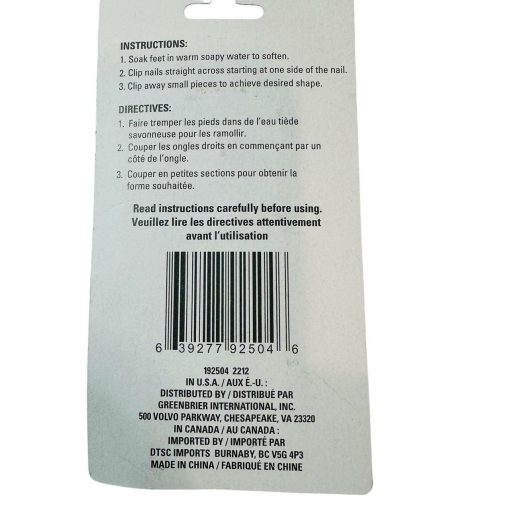 INSTRUCTIONS:
1. Soak feet in warm soapy water to soften.
2. Clip nails straight across starting at one side of the nail.
3. Clip away small pieces to achieve desired shape.
DIRECTIVES:
1. Faire tremper les pieds dans de l'eau tiède
savonneuse pour les ramollir.
2. Couper les ongles droits en commençant par un
côté de l'ongle.
3. Couper en petites sections pour obtenir la
forme souhaitée.
Read instructions carefully before using.
Veuillez lire les directives attentivement
avant l'utilisation
6 39277 92504 6
192504 2212
IN U.S.A. / AUX É.-U. :
DISTRIBUTED BY / DISTRIBUÉ PAR
GREENBRIER INTERNATIONAL, INC.
500 VOLVO PARKWAY, CHESAPEAKE, VA 23320
IN CANADA / AU CANADA :
IMPORTED BY / IMPORTÉ PAR
DTSC IMPORTS BURNABY, BC V5G 4P3
MADE IN CHINA / FABRIQUÉ EN CHINE